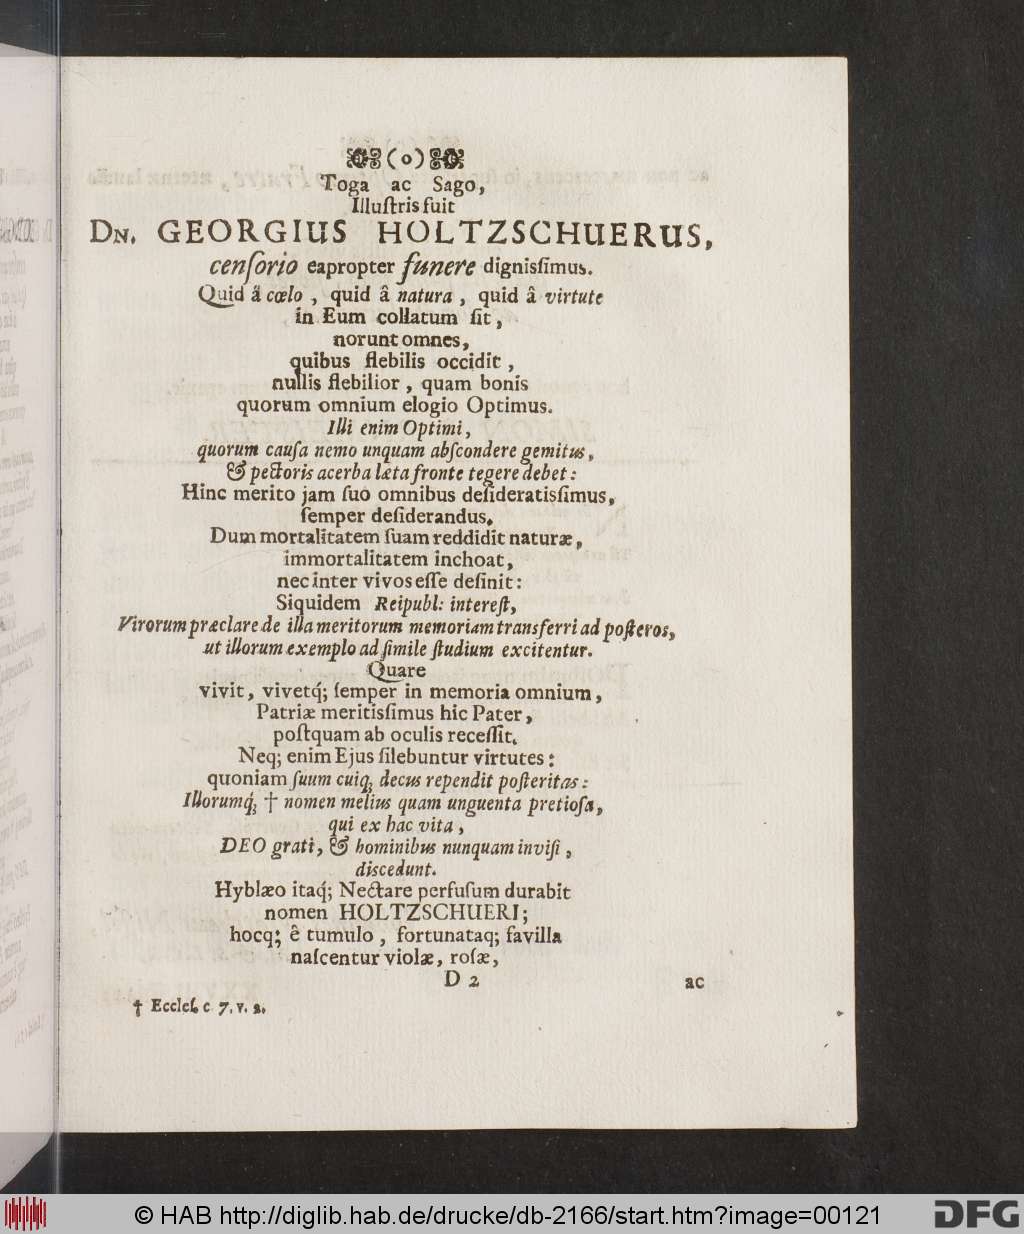 (o)
Toga ac Sago,
Illuſtris fuit
DN. GEORGIUS HOLTZSCHUERUS,
cenſorio eapropter funere digniſſimus.
Quid â cœlo , quid â natura , quid â virtute
in Eum collatum ſit ,
norunt omnes,
quibus flebilis occidit ,
nullis flebilior , quam bonis
quorum omnium elogio Optimus.
Illi enim Optimi ,
quorum cauſa nemo unquam abſcondere gemitus ,
& pectoris acerba læta fronte tegere debet :
Hinc merito jam ſuo omnibus deſideratiſſimus,
ſemper deſiderandus.
Dum mortalitatem ſuam reddidit naturæ ,
immortalitatem inchoat ,
nec inter vivos eſſe deſinit :
Siquidem Reipubl: intereſt,
Virorum præclare de illa meritorum memoriam transferri ad poſteros,
ut illorum exemplo ad ſimile ſtudium excitentur.
Quare
vivit , vivetq́; ſemper in memoria omnium ,
Patriæ meritiſſimus hic Pater ,
poſtquam ab oculis receſſit.
Neq; enim Ejus ſilebuntur virtutes :
quoniam ſuum cuiq; decus rependit poſteritas :
Illorumq́; † nomen melius quam unguenta pretioſa ,
qui ex hac vita ,
DEO grati , & hominibus nunquam inviſi ,
discedunt.
Hyblæo itaq́; Nectare perfuſum durabit
nomen HOLTZSCHUERI;
hocq́; ê tumulo , fortunataq; favilla
naſcentur violæ, roſæ,
D 2 ac
† Eccleſ. c 7. v. 2.
© HAB http://diglib.hab.de/drucke/db-2166/start.htm?image=00121
DFG